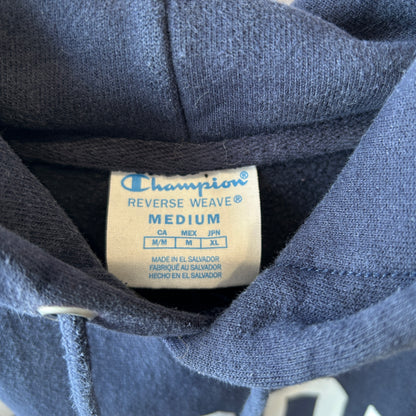 Champion®
REVERSE WEAVE®
MEDIUM
CA MEX JPN
M/M M XL
MADE IN EL SALVADOR
FABRIQUÉ AU SALVADOR
HECHO EN EL SALVADOR